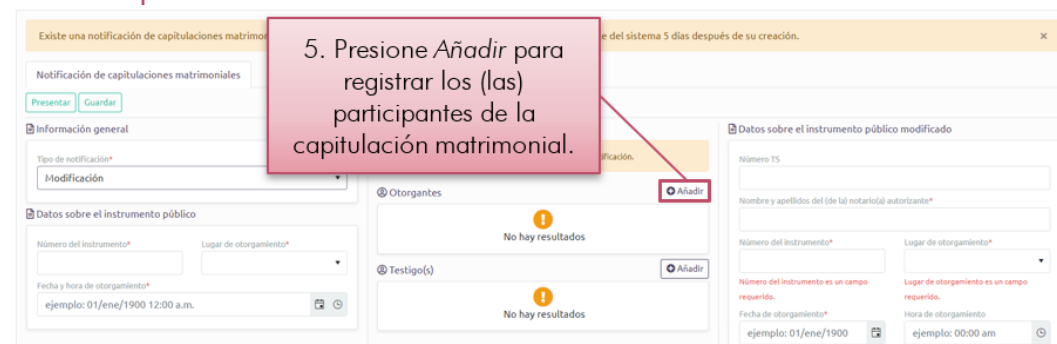 Existe una notificación de capitulaciones matrimo
e del sistema 5 días después de su creación.
×
5. Presione Añadir para
registrar los (las)
participantes de la
capitulación matrimonial.
Notificación de capitulaciones matrimoniales
Presentar
Guardar
Información general
Tipo de notificación*
Modificación
Datos sobre el instrumento público
Número del instrumento*
Lugar de otorgamiento*
Fecha y hora de otorgamiento*
ejemplo: 01/ene/1900 12:00 a.m.
dificación.
Otorgantes
Añadir
No hay resultados
Testigo(s)
Añadir
No hay resultados
Datos sobre el instrumento público modificado
Número TS
Nombre y apellidos del (de la) notario(a) autorizante*
Número del instrumento*
Lugar de otorgamiento*
Número del instrumento es un campo
requerido.
Lugar de otorgamiento es un campo
requerido.
Fecha de otorgamiento*
Hora de otorgamiento
ejemplo: 01/ene/1900
ejemplo: 00:00 am